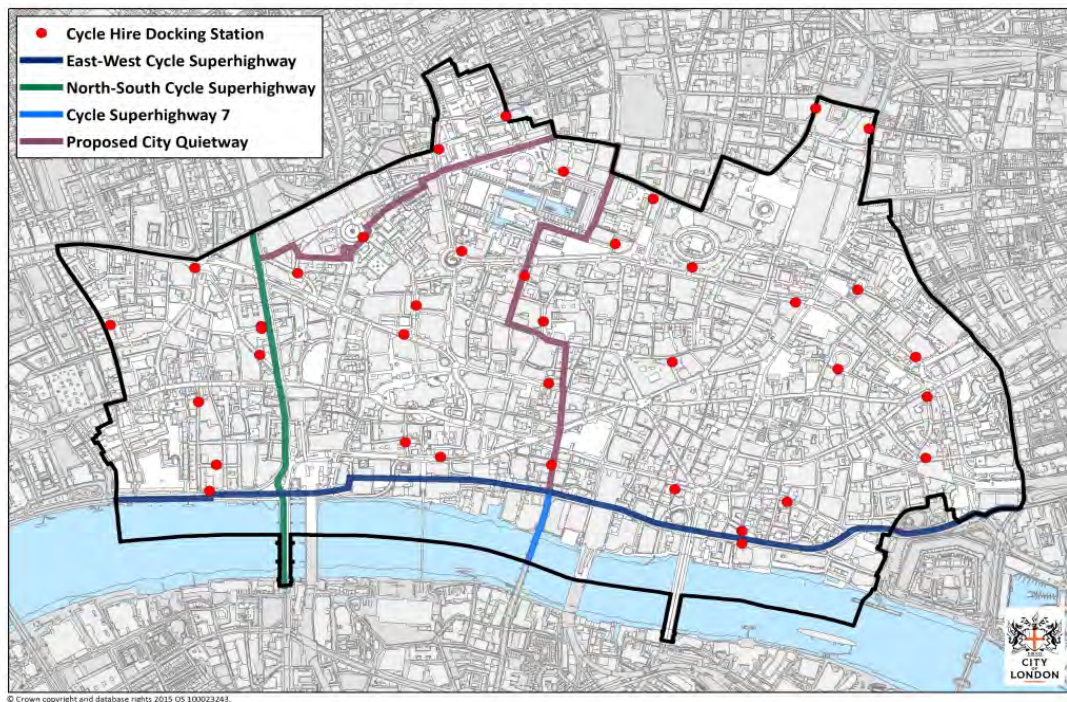 Cycle Hire Docking Station
East-West Cycle Superhighway
North-South Cycle Superhighway
Cycle Superhighway 7
Proposed City Quietway
CITY
OF
LONDON
© Crown copyright and database rights 2015 OS 100023243.